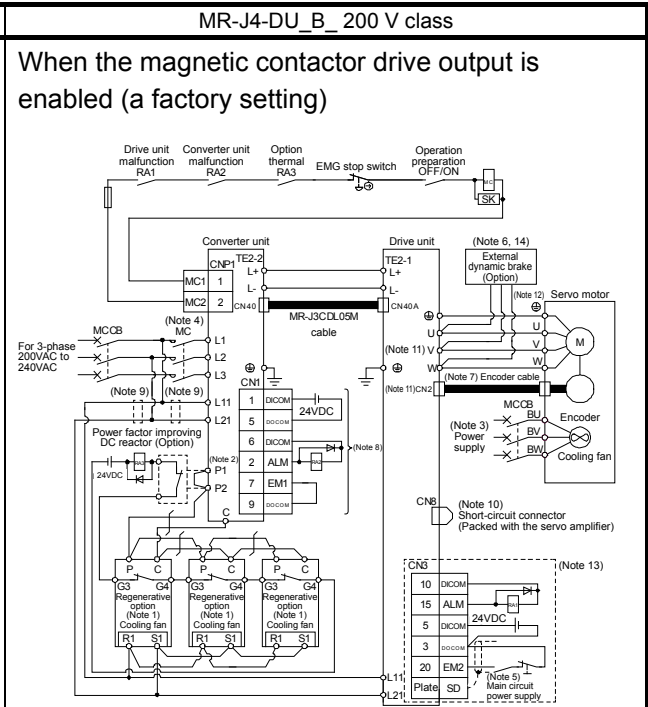 MR-J4-DU_B_ 200 V class
When the magnetic contactor drive output is
enabled (a factory setting)
Drive unit
malfunction
RA1
Converter unit
malfunction
RA2
Option
thermal
RA3
EMG stop switch
Operation
preparation
OFF/ON
MC
SK
Converter unit
Drive unit
(Note 6, 14)
External
dynamic brake
(Option)
CNP1
TE2-2
L+
L-
TE2-1
L+
L-
MC1 1
MC2 2
CN40
MR-J3CDL05M
cable
CN40A
(Note 12)
Servo motor
MCCB
(Note 4)
MC
For 3-phase
200VAC to
240VAC
L1
L2
L3
U
(Note 11) V
W
U
V
W
M
(Note 9)
(Note 9)
L11
L21
CN1
(Note 11) CN2
(Note 7) Encoder cable
Power factor improving
DC reactor (Option)
1 DICOM
24VDC
5 DOCOM
6 DICOM
2 ALM
RA2
7 EM1
9 DOCOM
(Note 8)
MCCB
(Note 3)
Power
supply
BU
BV
BW
Encoder
Cooling fan
24VDC
RA3
(Note 2)
P1
P2
C
CN8
(Note 10)
Short-circuit connector
(Packed with the servo amplifier)
P C
P C
P C
G3 G4
G3 G4
G3 G4
Regenerative
option
(Note 1)
Cooling fan
R1 S1
Regenerative
option
(Note 1)
Cooling fan
R1 S1
Regenerative
option
(Note 1)
Cooling fan
R1 S1
CN3
(Note 13)
10 DICOM
15 ALM
RA1
5 DICOM
24VDC
3 DOCOM
20 EM2
Plate SD
(Note 5)
Main circuit
power supply
L11
L21